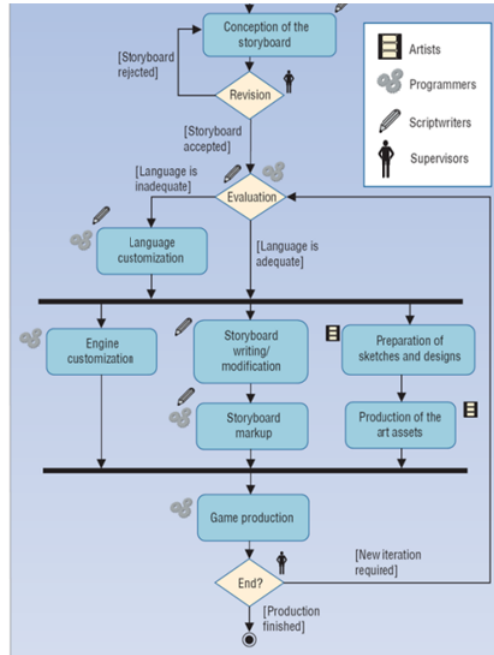 Conception of the
storyboard
[Storyboard
rejected]
Revision
[Storyboard
accepted]
[Language is
inadequate]
Evaluation
Language
customization
[Language is
adequate]
Engine
customization
Storyboard
writing/
modification
Preparation of
sketches and designs
Storyboard
markup
Production of the
art assets
Game production
End?
[New iteration
required]
[Production
finished]
Artists
Programmers
Scriptwriters
Supervisors